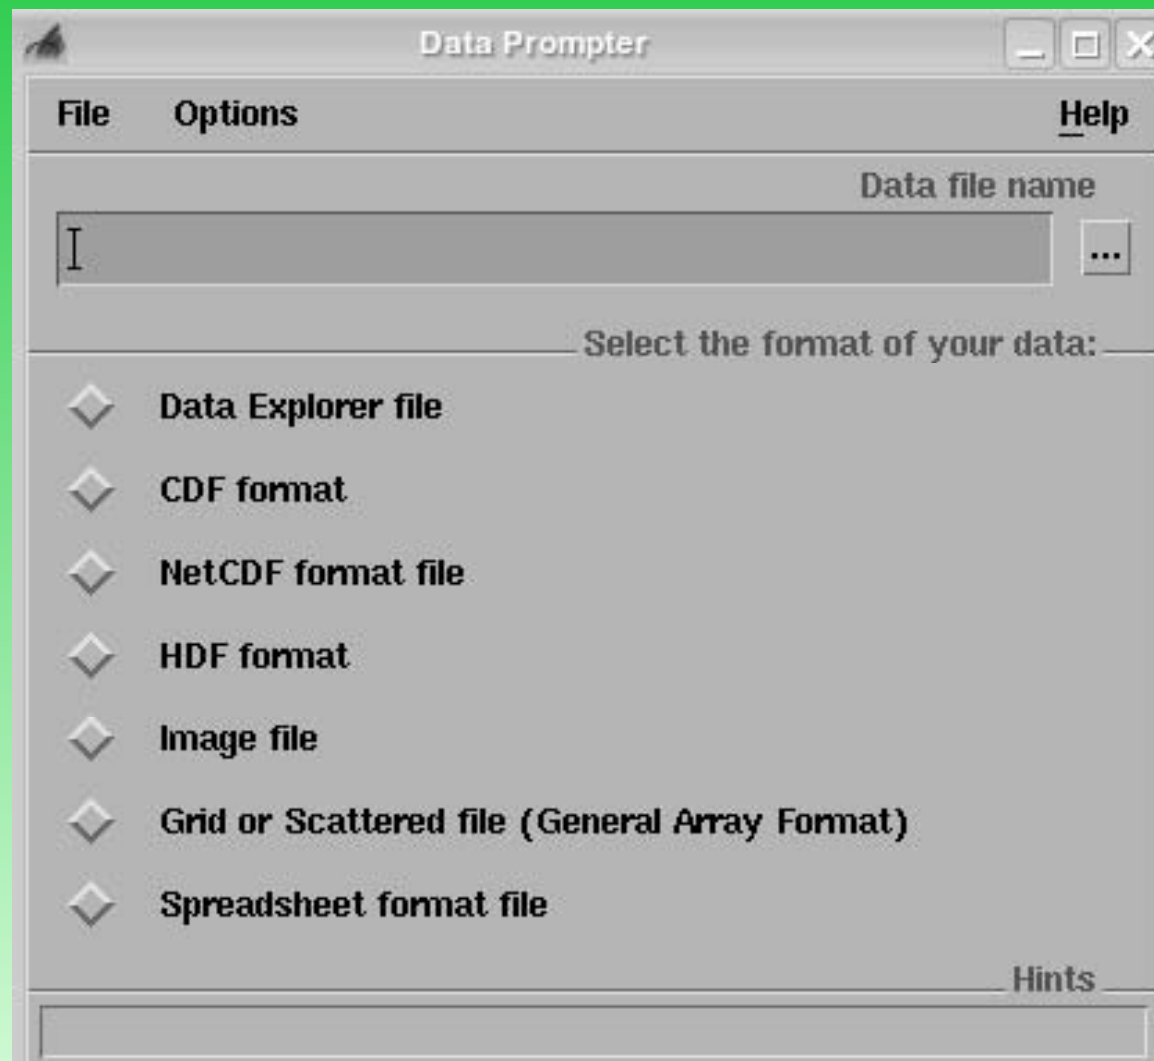 Data Prompter
File Options Help
Data file name
...
Select the format of your data:
Data Explorer file
CDF format
NetCDF format file
HDF format
Image file
Grid or Scattered file (General Array Format)
Spreadsheet format file
Hints